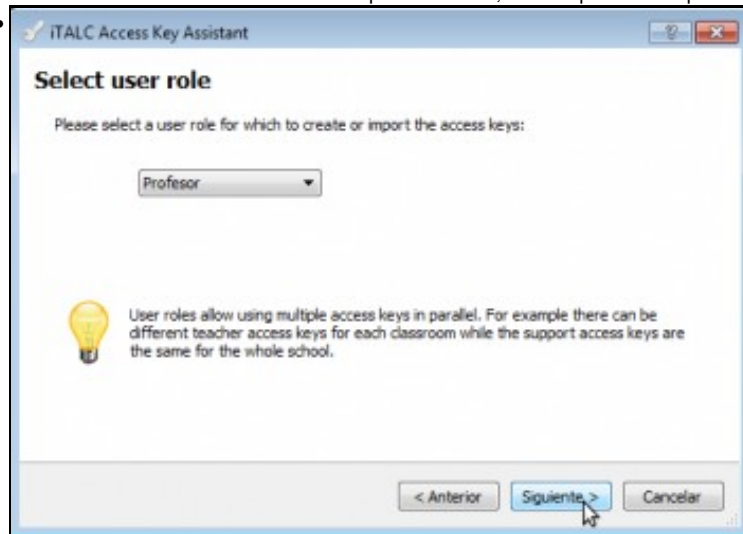 iTALC Access Key Assistant
Select user role
Please select a user role for which to create or import the access keys:
Profesor
User roles allow using multiple access keys in parallel. For example there can be
different teacher access keys for each classroom while the support access keys are
the same for the whole school.
< Anterior Siguiente > Cancelar